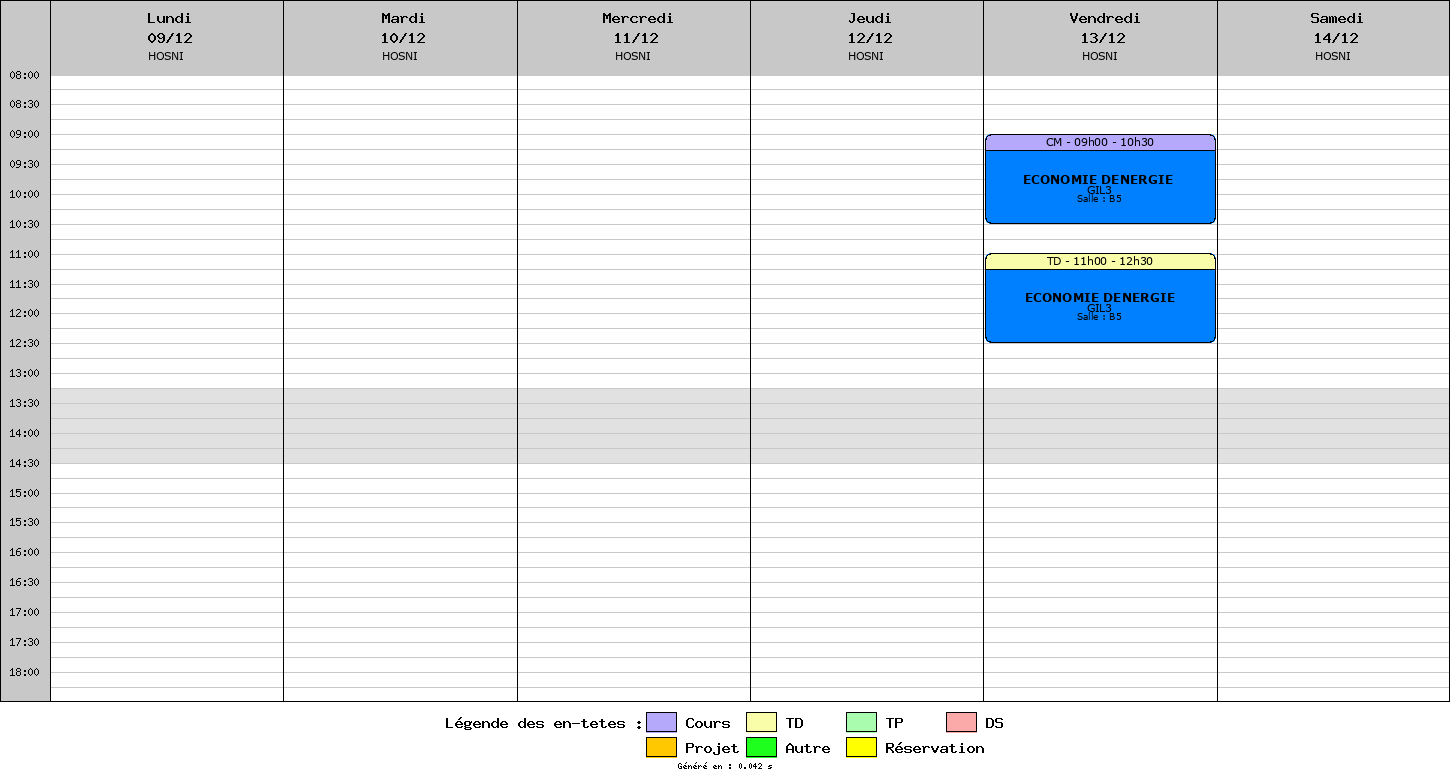 Lundi
09/12
HOSNI
Mardi
10/12
HOSNI
Mercredi
11/12
HOSNI
Jeudi
12/12
HOSNI
Vendredi
13/12
HOSNI
Samedi
14/12
HOSNI
08:00
08:30
09:00
09:30
10:00
10:30
11:00
11:30
12:00
12:30
13:00
13:30
14:00
14:30
15:00
15:30
16:00
16:30
17:00
17:30
18:00
CM - 09h00 - 10h30
ECONOMIE DENERGIE
GIL3
Salle : B5
TD - 11h00 - 12h30
ECONOMIE DENERGIE
GIL3
Salle : B5
Légende des en-tetes : Cours TD TP DS
Projet Autre Réservation
Généré en : 0.042 s